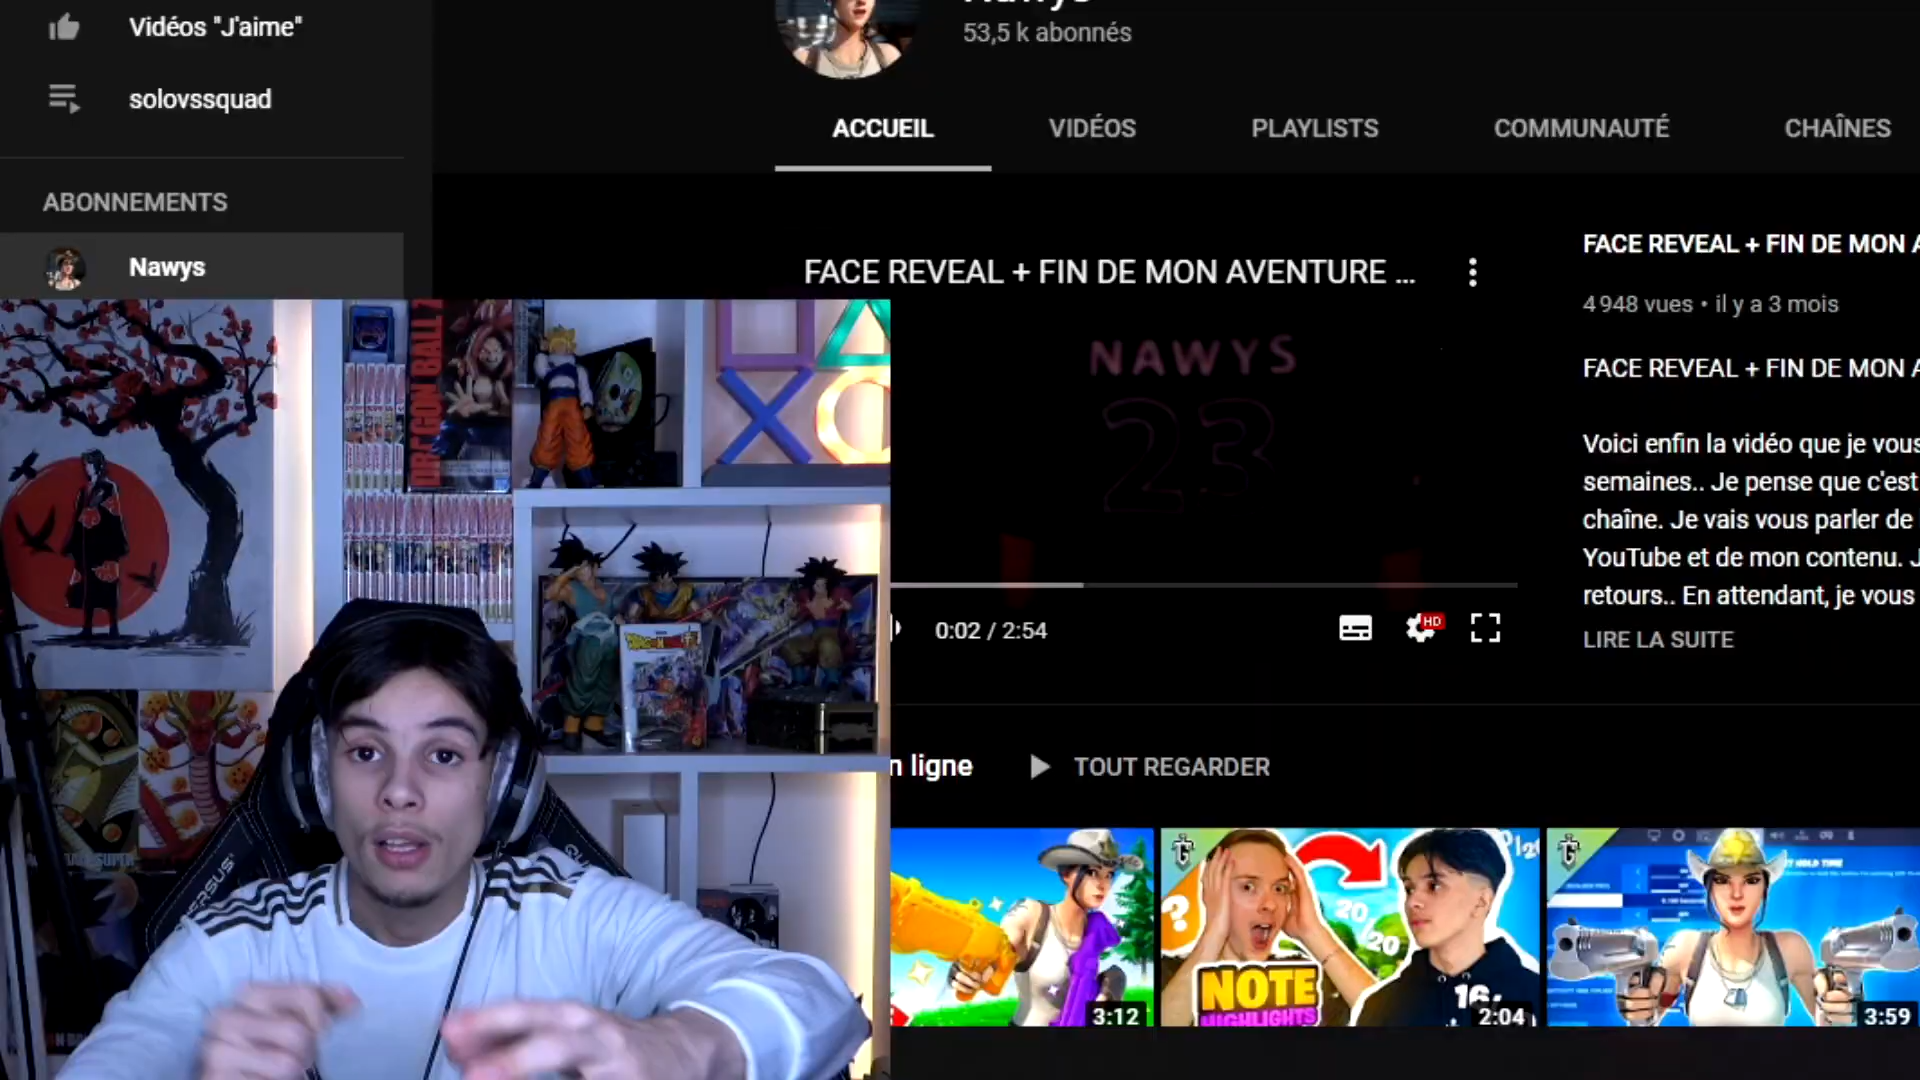 Vidéos "J'aime"
solovssquad
ABONNEMENTS
Nawys
53,5 k abonnés
ACCUEIL
VIDÉOS
PLAYLISTS
COMMUNAUTÉ
CHAÎNES
FACE REVEAL + FIN DE MON AVENTURE ...
NAWYS
23
0:02 / 2:54
HD
FACE REVEAL + FIN DE MON A
4 948 vues • il y a 3 mois
FACE REVEAL + FIN DE MON A
Voici enfin la vidéo que je vous
semaines.. Je pense que c'est
chaîne. Je vais vous parler de
YouTube et de mon contenu. J
retours.. En attendant, je vous
LIRE LA SUITE
n ligne
TOUT REGARDER
3:12
?
20
20
NOTE
HIGHLIGHTS
2:04
3:59
DRAGON BALL Z